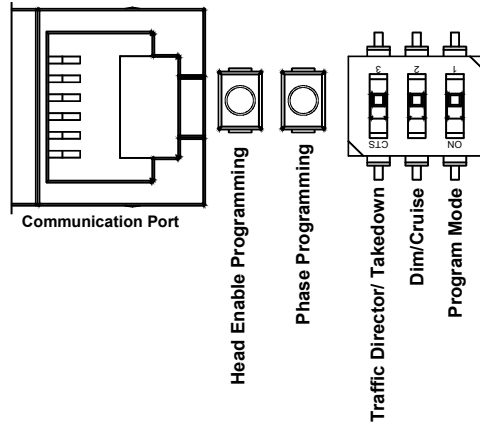 3 2 1
CTS ON
Communication Port
Head Enable Programming
Phase Programming
Traffic Director/ Takedown
Dim/Cruise
Program Mode